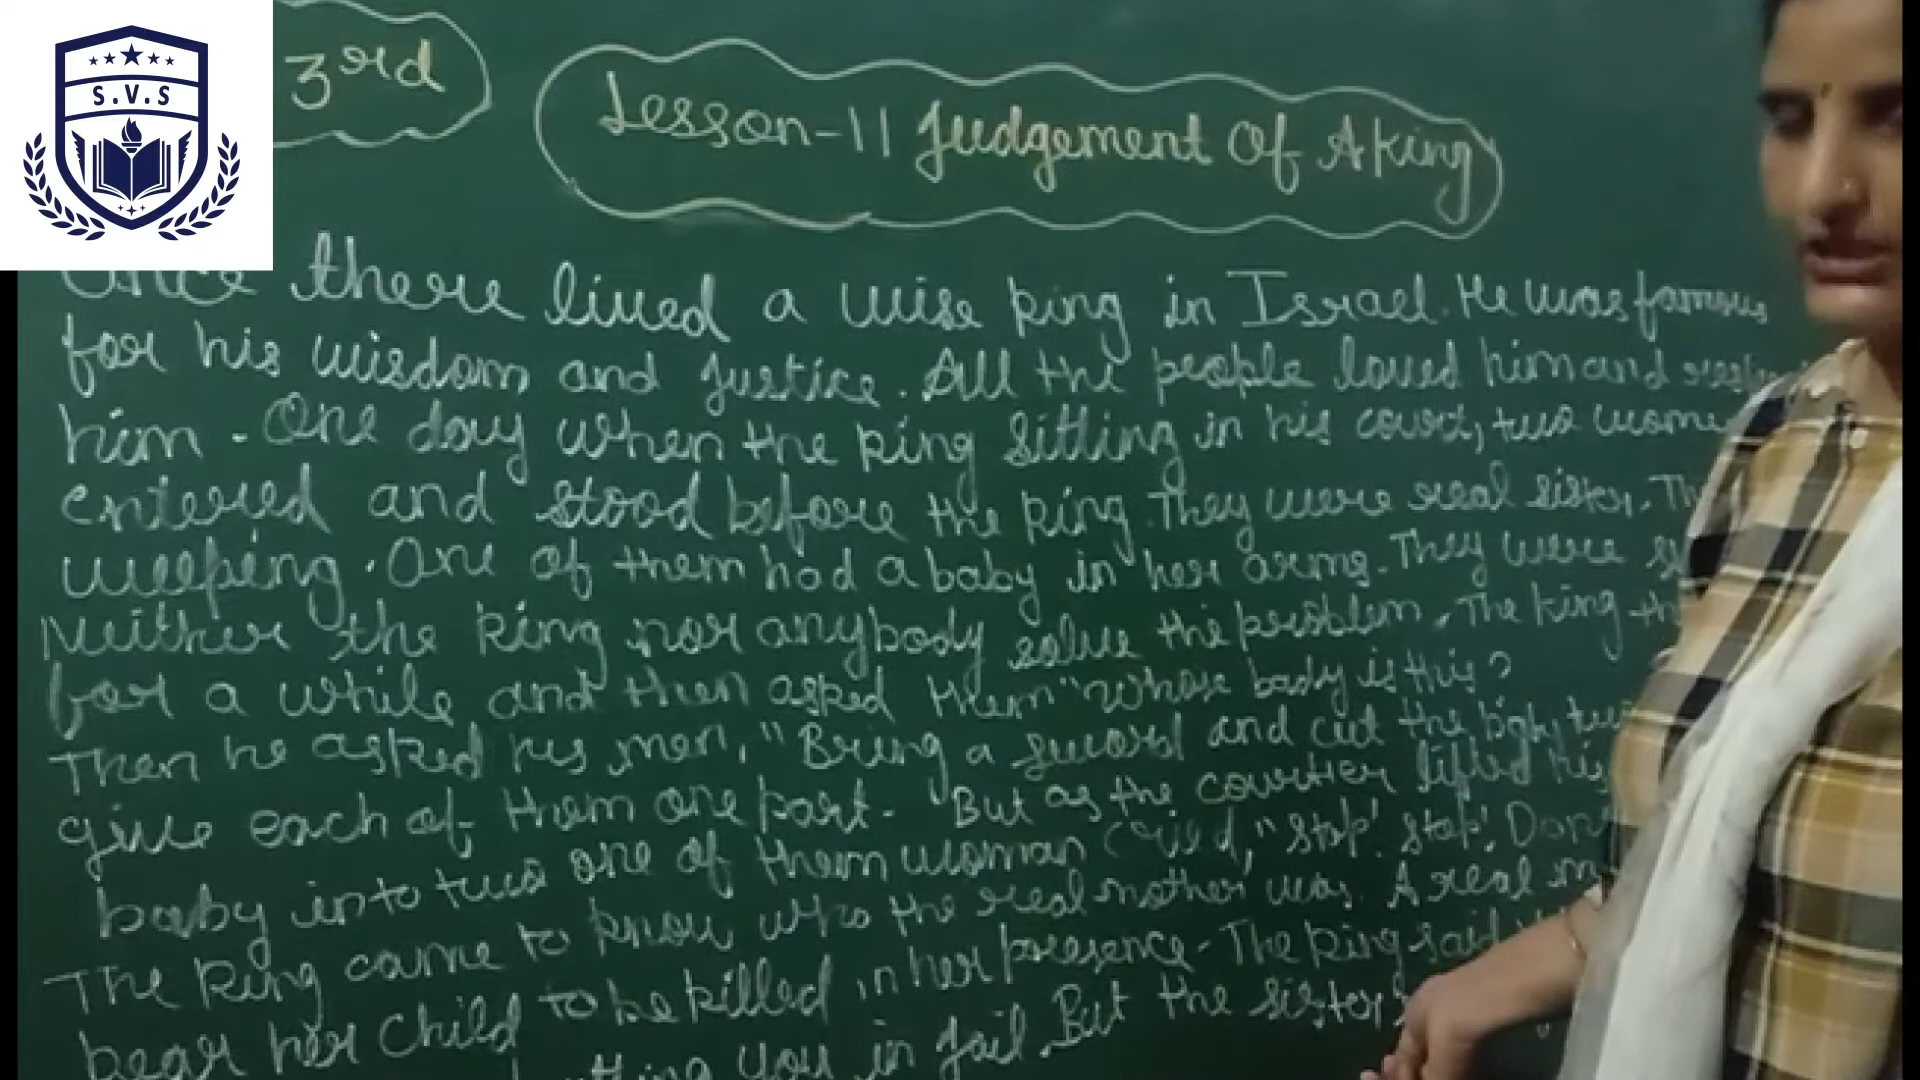 S.V.S
3rd
Lesson-11 Judgement Of A king
Once there lived a wise king in Israel. He was famous
for his wisdom and justice. All the people loved him and
him. One day when the king sitting in his court, two
entered and stood before the king. They were real sister.
weeping. One of them had a baby in her arms. They were
Neither the king nor anybody solve the problem. The king
for a while and then asked them "Whose body is this?
Then he asked his men, "Bring a sword and cut the
give each of them one part. "But as the courtier lifted his
baby into two one of them woman cried, "Stop! Stop!
The king came to know who the real mother was. A real
bear her child to be killed in her presence. The king said
you in jail. But the sister